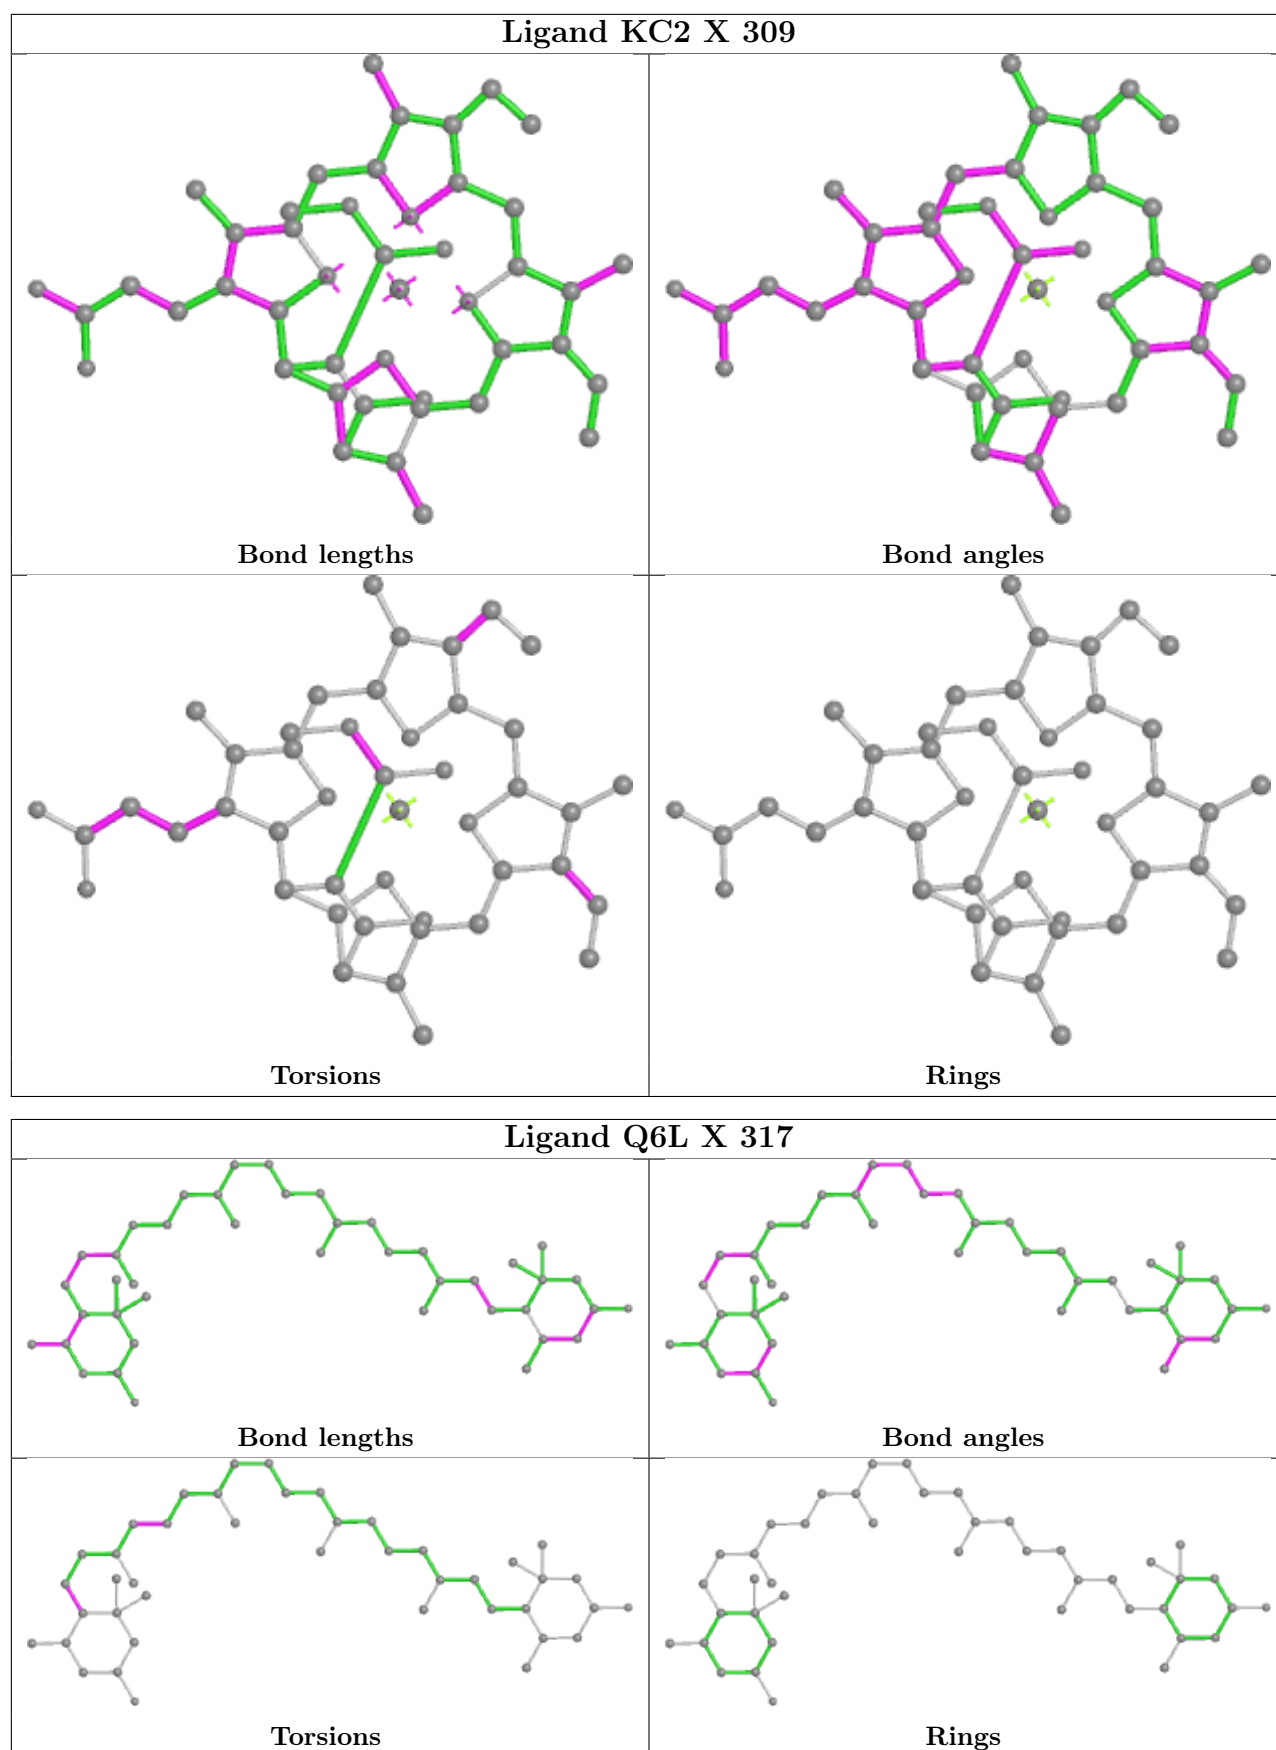 Ligand KC2 X 309
Bond lengths
Bond angles
Torsions
Rings
Ligand Q6L X 317
Bond lengths
Bond angles
Torsions
Rings